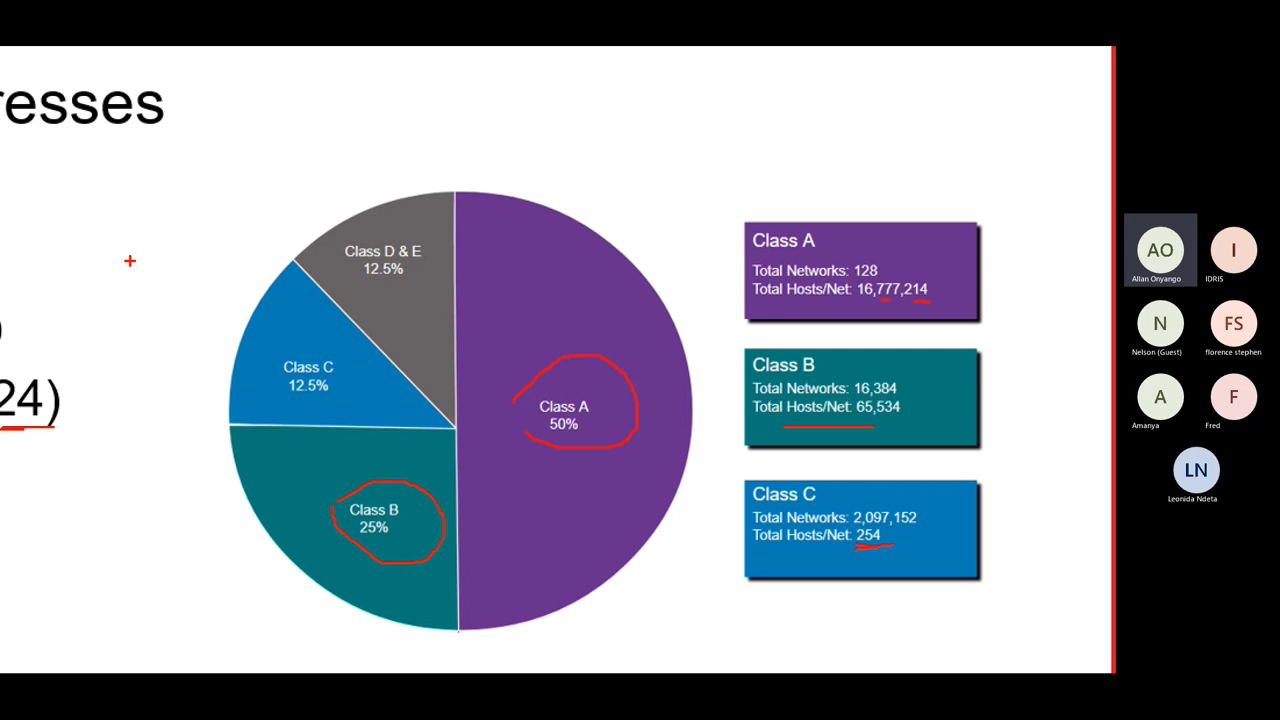 resses
)
24)
Class D & E
12.5%
Class C
12.5%
Class A
50%
Class B
25%
Class A
Total Networks: 128
Total Hosts/Net: 16,777,214
Class B
Total Networks: 16,384
Total Hosts/Net: 65,534
Class C
Total Networks: 2,097,152
Total Hosts/Net: 254
AO
Allan Onyango
I
IDRIS
N
Nelson (Guest)
FS
florence stephen
A
Amanya
F
Fred
LN
Leonida Ndeta